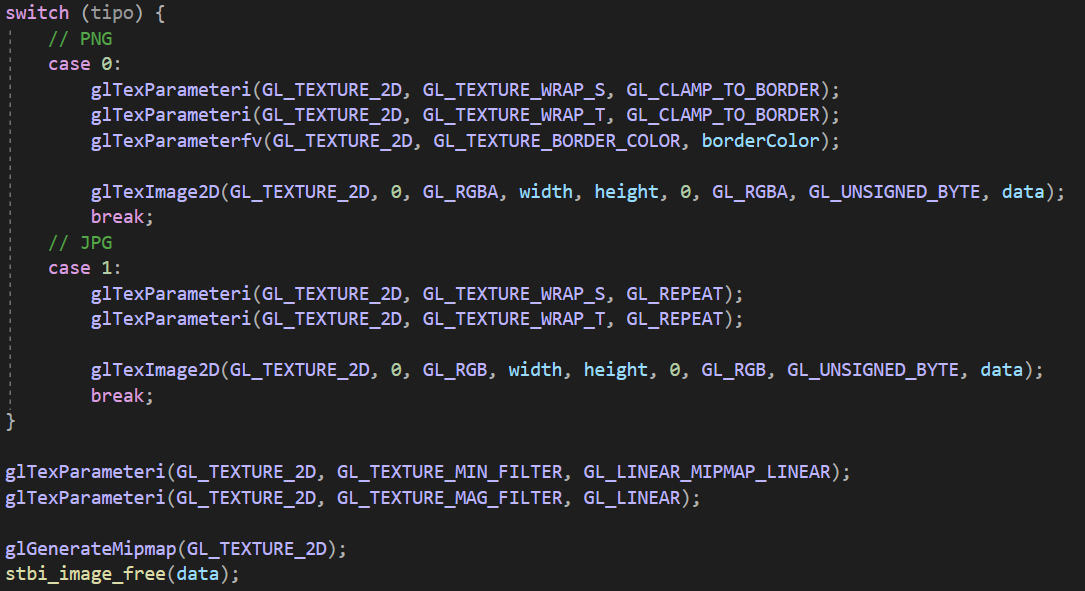 switch (tipo) {
    // PNG
    case 0:
        glTexParameteri(GL_TEXTURE_2D, GL_TEXTURE_WRAP_S, GL_CLAMP_TO_BORDER);
        glTexParameteri(GL_TEXTURE_2D, GL_TEXTURE_WRAP_T, GL_CLAMP_TO_BORDER);
        glTexParameterfv(GL_TEXTURE_2D, GL_TEXTURE_BORDER_COLOR, borderColor);

        glTexImage2D(GL_TEXTURE_2D, 0, GL_RGBA, width, height, 0, GL_RGBA, GL_UNSIGNED_BYTE, data);
        break;
    // JPG
    case 1:
        glTexParameteri(GL_TEXTURE_2D, GL_TEXTURE_WRAP_S, GL_REPEAT);
        glTexParameteri(GL_TEXTURE_2D, GL_TEXTURE_WRAP_T, GL_REPEAT);

        glTexImage2D(GL_TEXTURE_2D, 0, GL_RGB, width, height, 0, GL_RGB, GL_UNSIGNED_BYTE, data);
        break;
}

glTexParameteri(GL_TEXTURE_2D, GL_TEXTURE_MIN_FILTER, GL_LINEAR_MIPMAP_LINEAR);
glTexParameteri(GL_TEXTURE_2D, GL_TEXTURE_MAG_FILTER, GL_LINEAR);

glGenerateMipmap(GL_TEXTURE_2D);
stbi_image_free(data);